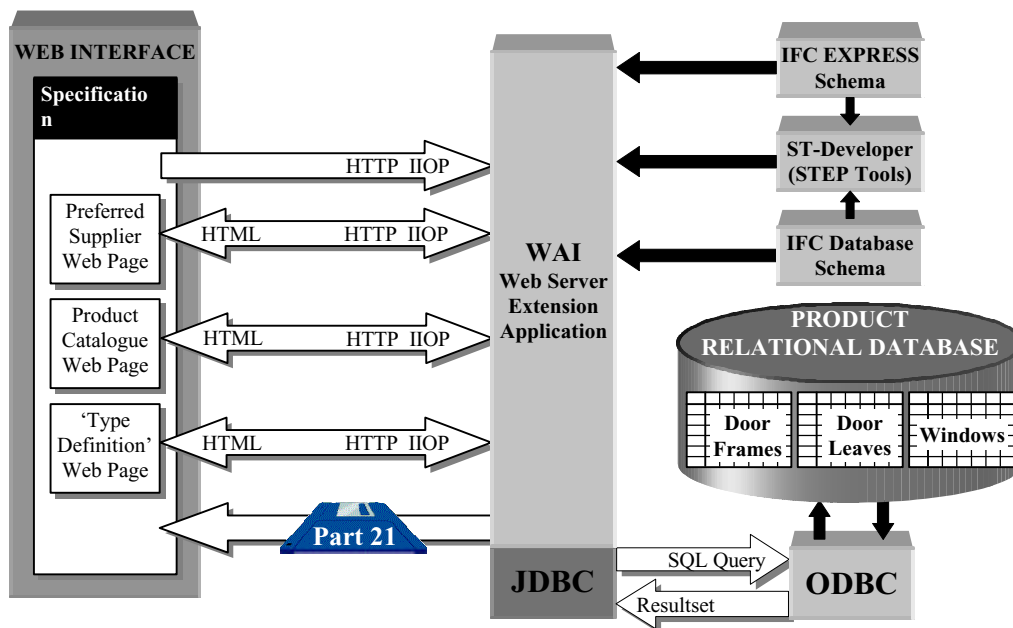 WEB INTERFACE
Specificatio
n
HTTP IIOP
Preferred
Supplier
Web Page
HTML
HTTP IIOP
Product
Catalogue
Web Page
HTML
HTTP IIOP
‘Type
Definition’
Web Page
HTML
HTTP IIOP
Part 21
WAI
Web Server
Extension
Application
JDBC
IFC EXPRESS
Schema
ST-Developer
(STEP Tools)
IFC Database
Schema
PRODUCT
RELATIONAL DATABASE
Door
Frames
Door
Leaves
Windows
SQL Query
Resultset
ODBC